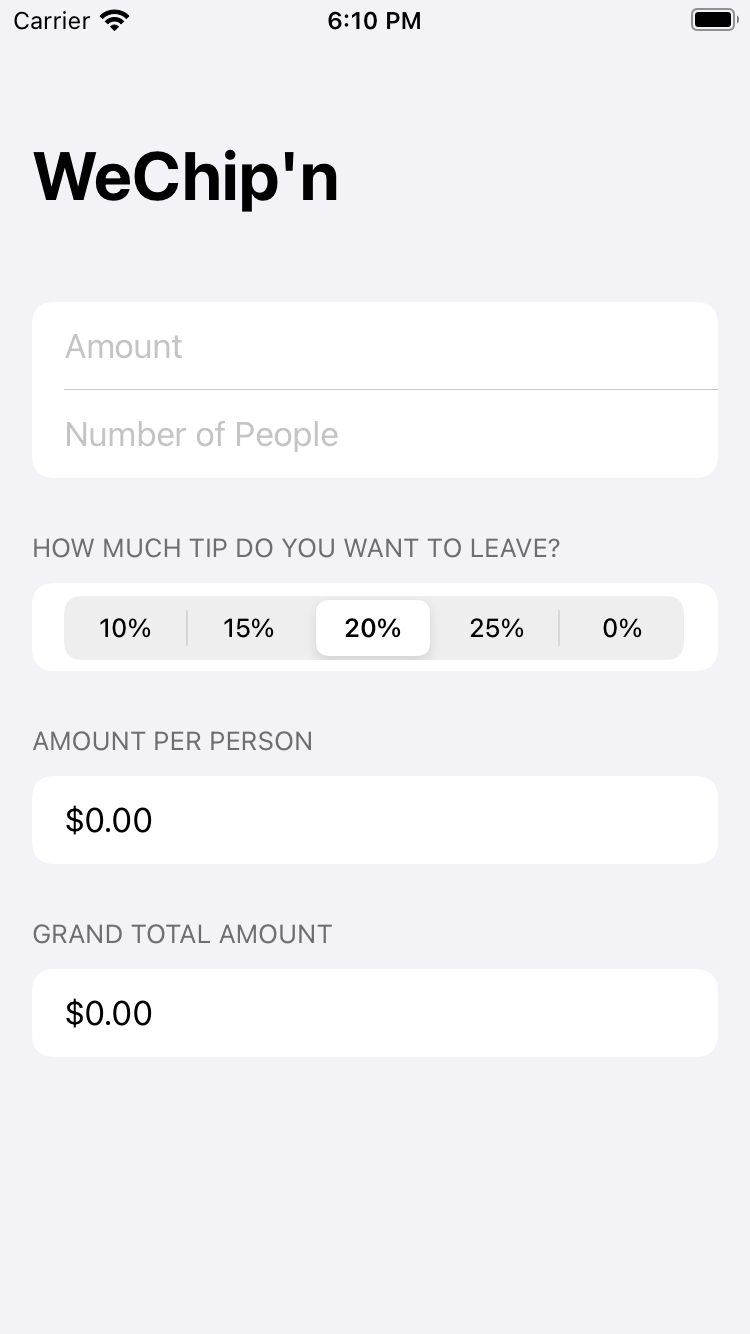 Carrier 6:10 PM
WeChip'n
Amount
Number of People
HOW MUCH TIP DO YOU WANT TO LEAVE?
10% 15% 20% 25% 0%
AMOUNT PER PERSON
$0.00
GRAND TOTAL AMOUNT
$0.00